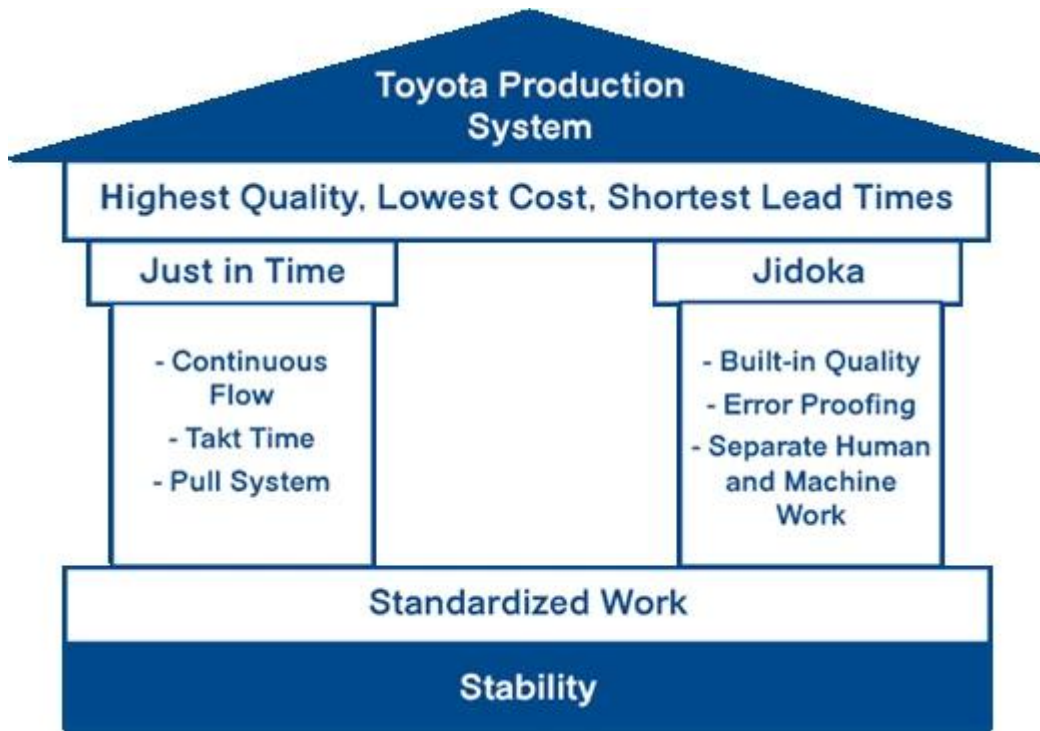 Toyota Production
System
Highest Quality, Lowest Cost, Shortest Lead Times
Just in Time
- Continuous
Flow
- Takt Time
- Pull System
Jidoka
- Built-in Quality
- Error Proofing
- Separate Human
and Machine
Work
Standardized Work
Stability